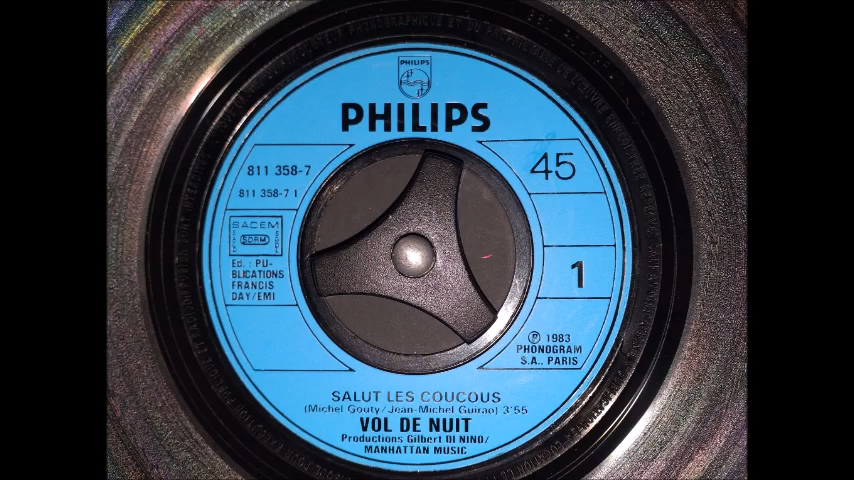 PHILIPS
PHILIPS
811 358-7
811 358-7 1
45
SACEM
SDRM
Ed. : PU-
BLICATIONS
FRANCIS
DAY/EMI
1
℗ 1983
PHONOGRAM
S.A., PARIS
SALUT LES COUCOUS
(Michel Gouty/Jean-Michel Guirao) 3'55
VOL DE NUIT
Productions Gilbert DI NINO/
MANHATTAN MUSIC